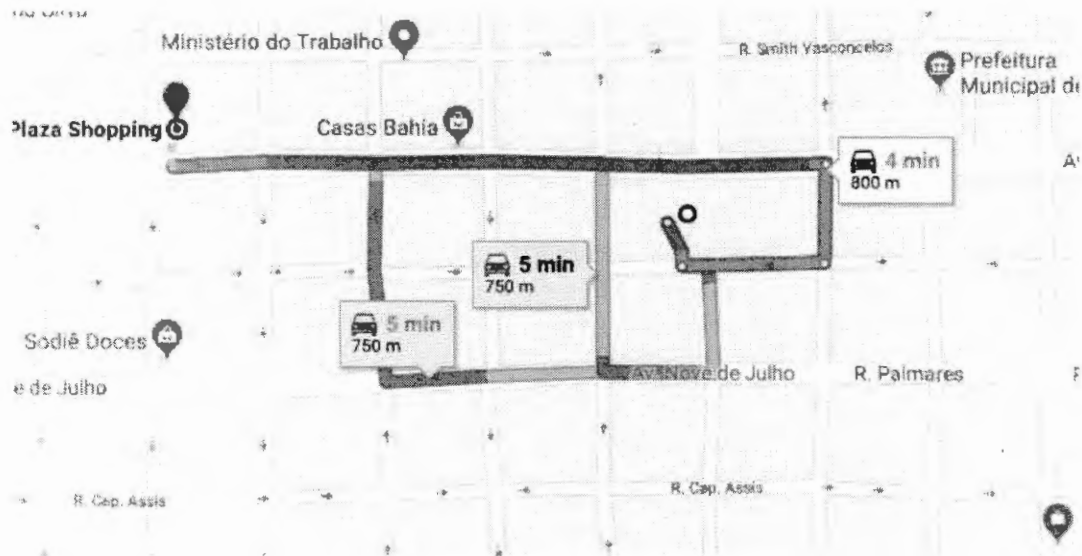 Ministério do Trabalho
R. Smith Vasconcelos
Prefeitura
Municipal de
Plaza Shopping
Casas Bahia
4 min
800 m
5 min
750 m
5 min
750 m
Sodiê Doces
e de Julho
Av. Nove de Julho
R. Palmares
R. Cap. Assis
R. Cap. Assis